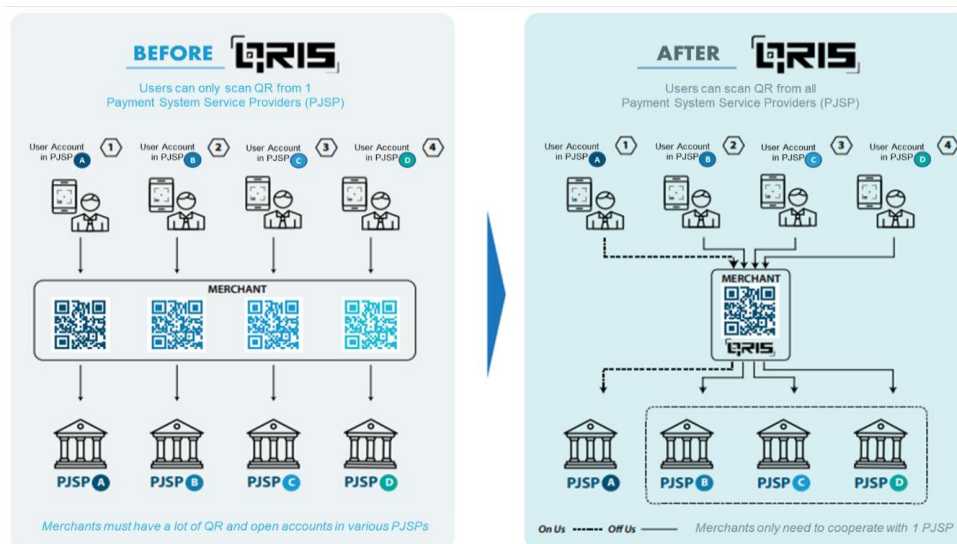 BEFORE QRIS
Users can only scan QR from 1
Payment System Service Providers (PJSP)
User Account
in PJSP A
1
User Account
in PJSP B
2
User Account
in PJSP C
3
User Account
in PJSP D
4
MERCHANT
PJSP A
PJSP B
PJSP C
PJSP D
Merchants must have a lot of QR and open accounts in various PJSPs
AFTER QRIS
Users can scan QR from all
Payment System Service Providers (PJSP)
User Account
in PJSP A
1
User Account
in PJSP B
2
User Account
in PJSP C
3
User Account
in PJSP D
4
MERCHANT
QRIS
PJSP A
PJSP B
PJSP C
PJSP D
On Us Off Us
Merchants only need to cooperate with 1 PJSP